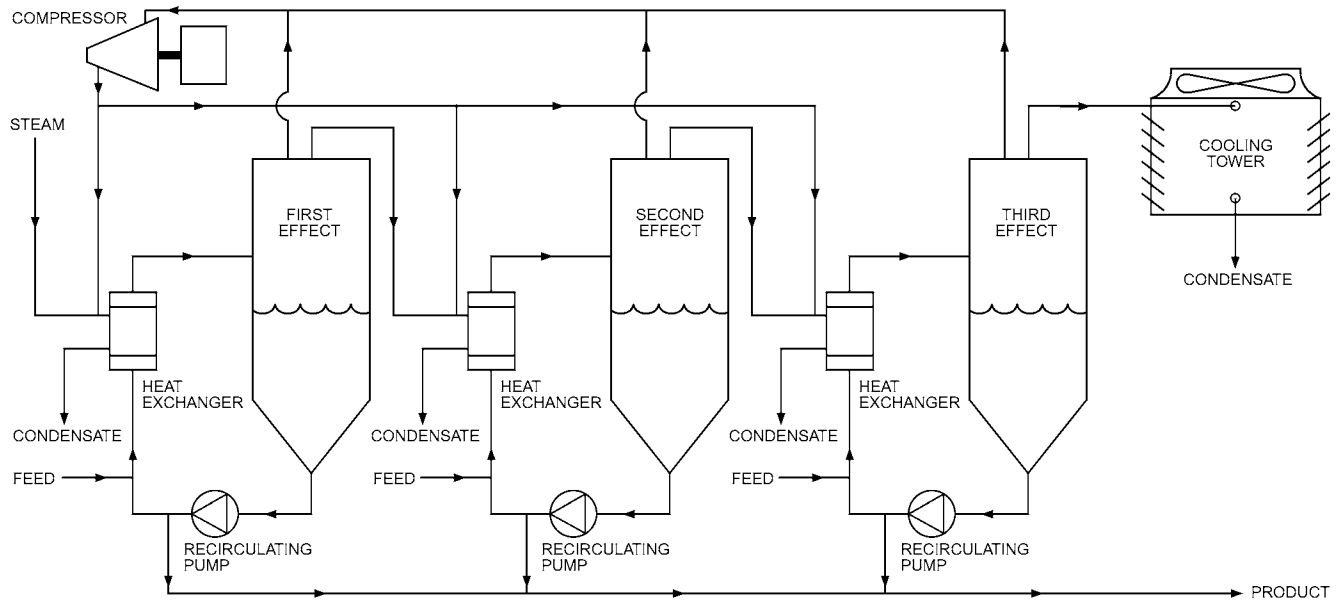 COMPRESSOR
STEAM
FIRST
EFFECT
SECOND
EFFECT
THIRD
EFFECT
COOLING
TOWER
CONDENSATE
HEAT
EXCHANGER
HEAT
EXCHANGER
HEAT
EXCHANGER
CONDENSATE
CONDENSATE
CONDENSATE
FEED
FEED
FEED
RECIRCULATING
PUMP
RECIRCULATING
PUMP
RECIRCULATING
PUMP
PRODUCT